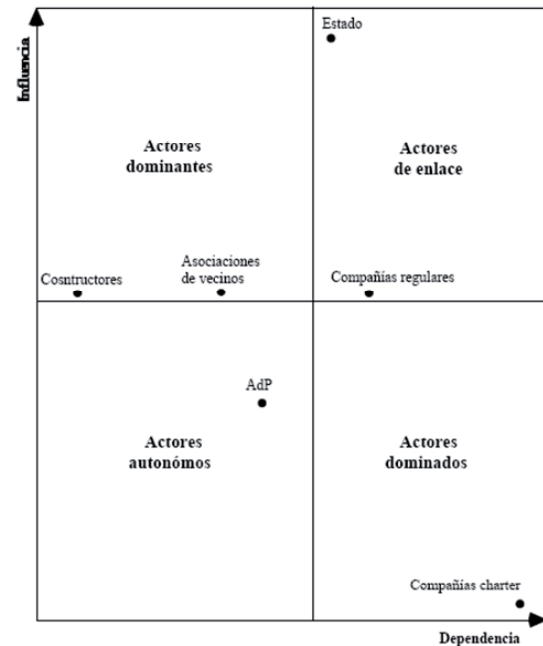 Influencia
Estado
Actores
dominantes
Actores
de enlace
Cosntructores
Asociaciones
de vecinos
Compañías regulares
AdP
Actores
autonómos
Actores
dominados
Compañías charter
Dependencia